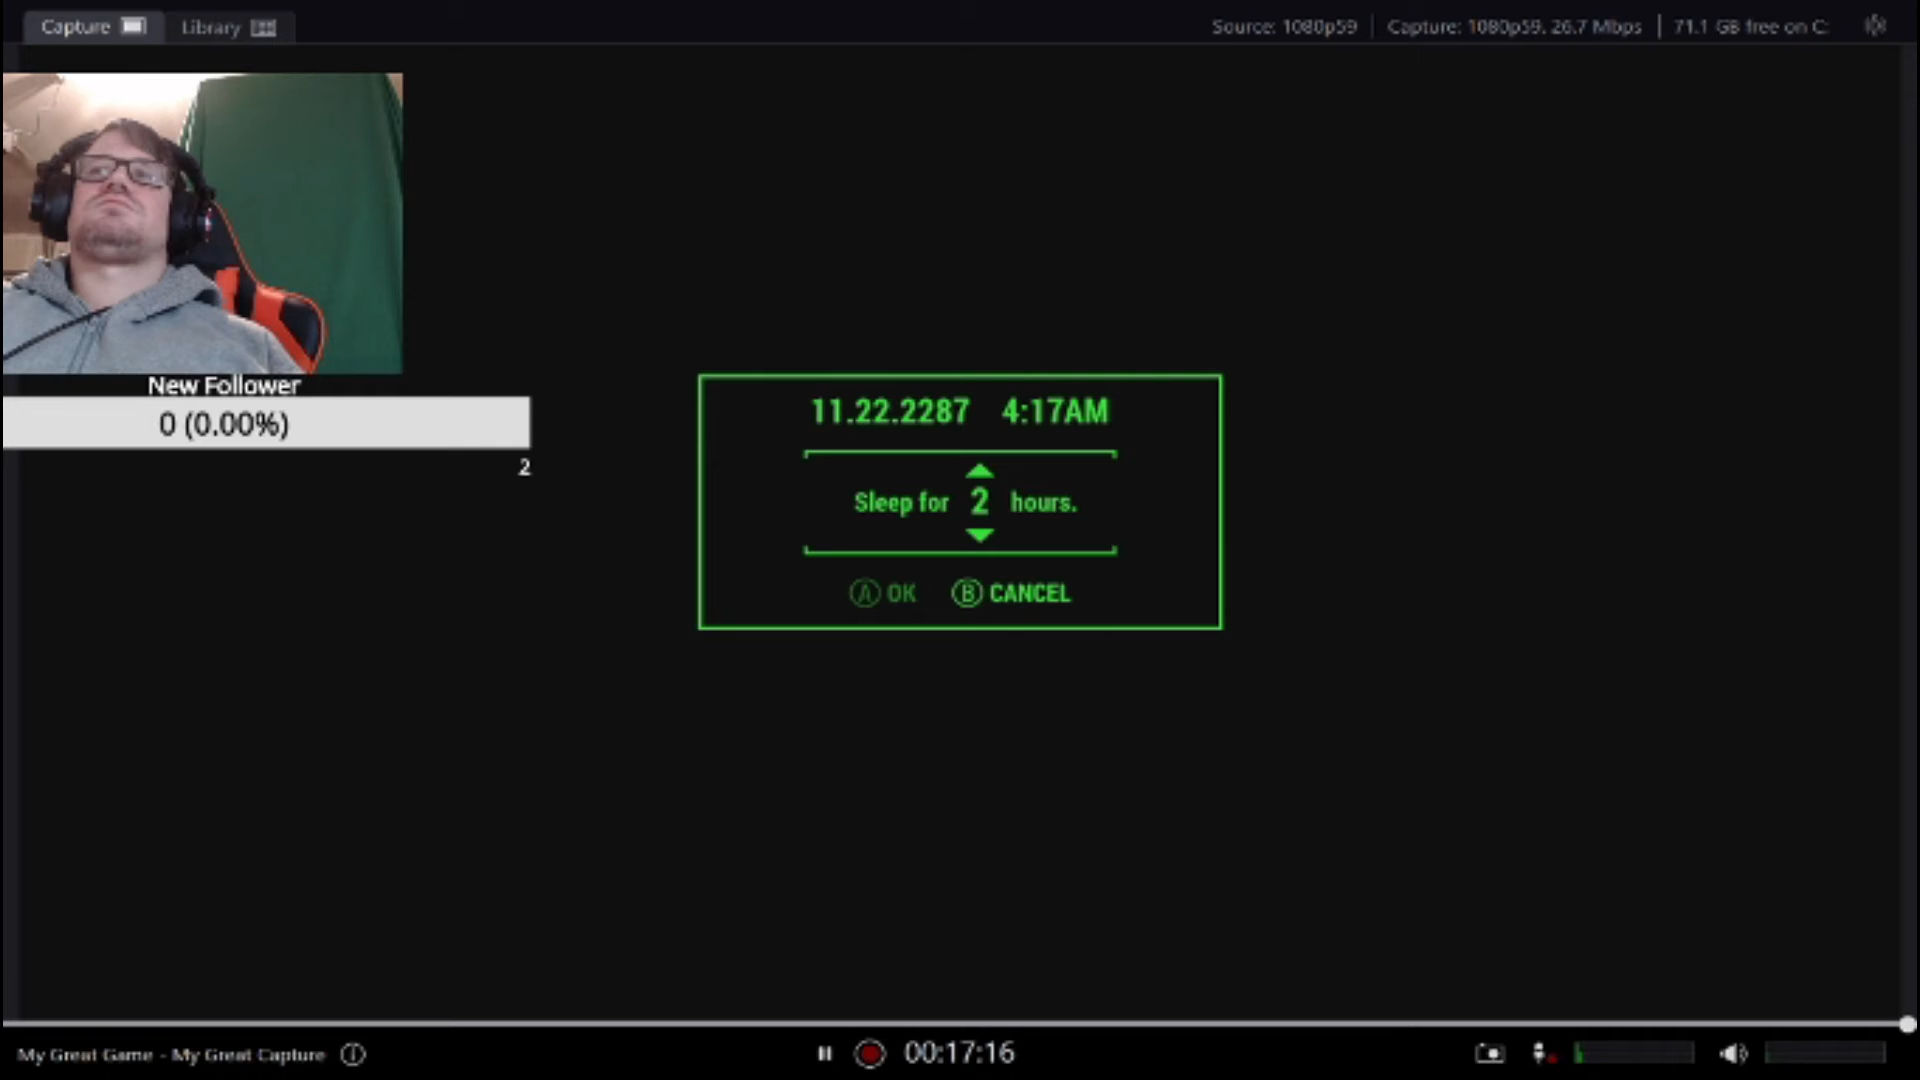 Capture
Library
Source: 1080p59
Capture: 1080p59, 26.7 Mbps
71.1 GB free on C:
New Follower
0 (0.00%)
2
11.22.2287 4:17AM
Sleep for 2 hours.
A OK B CANCEL
My Great Game - My Great Capture
00:17:16